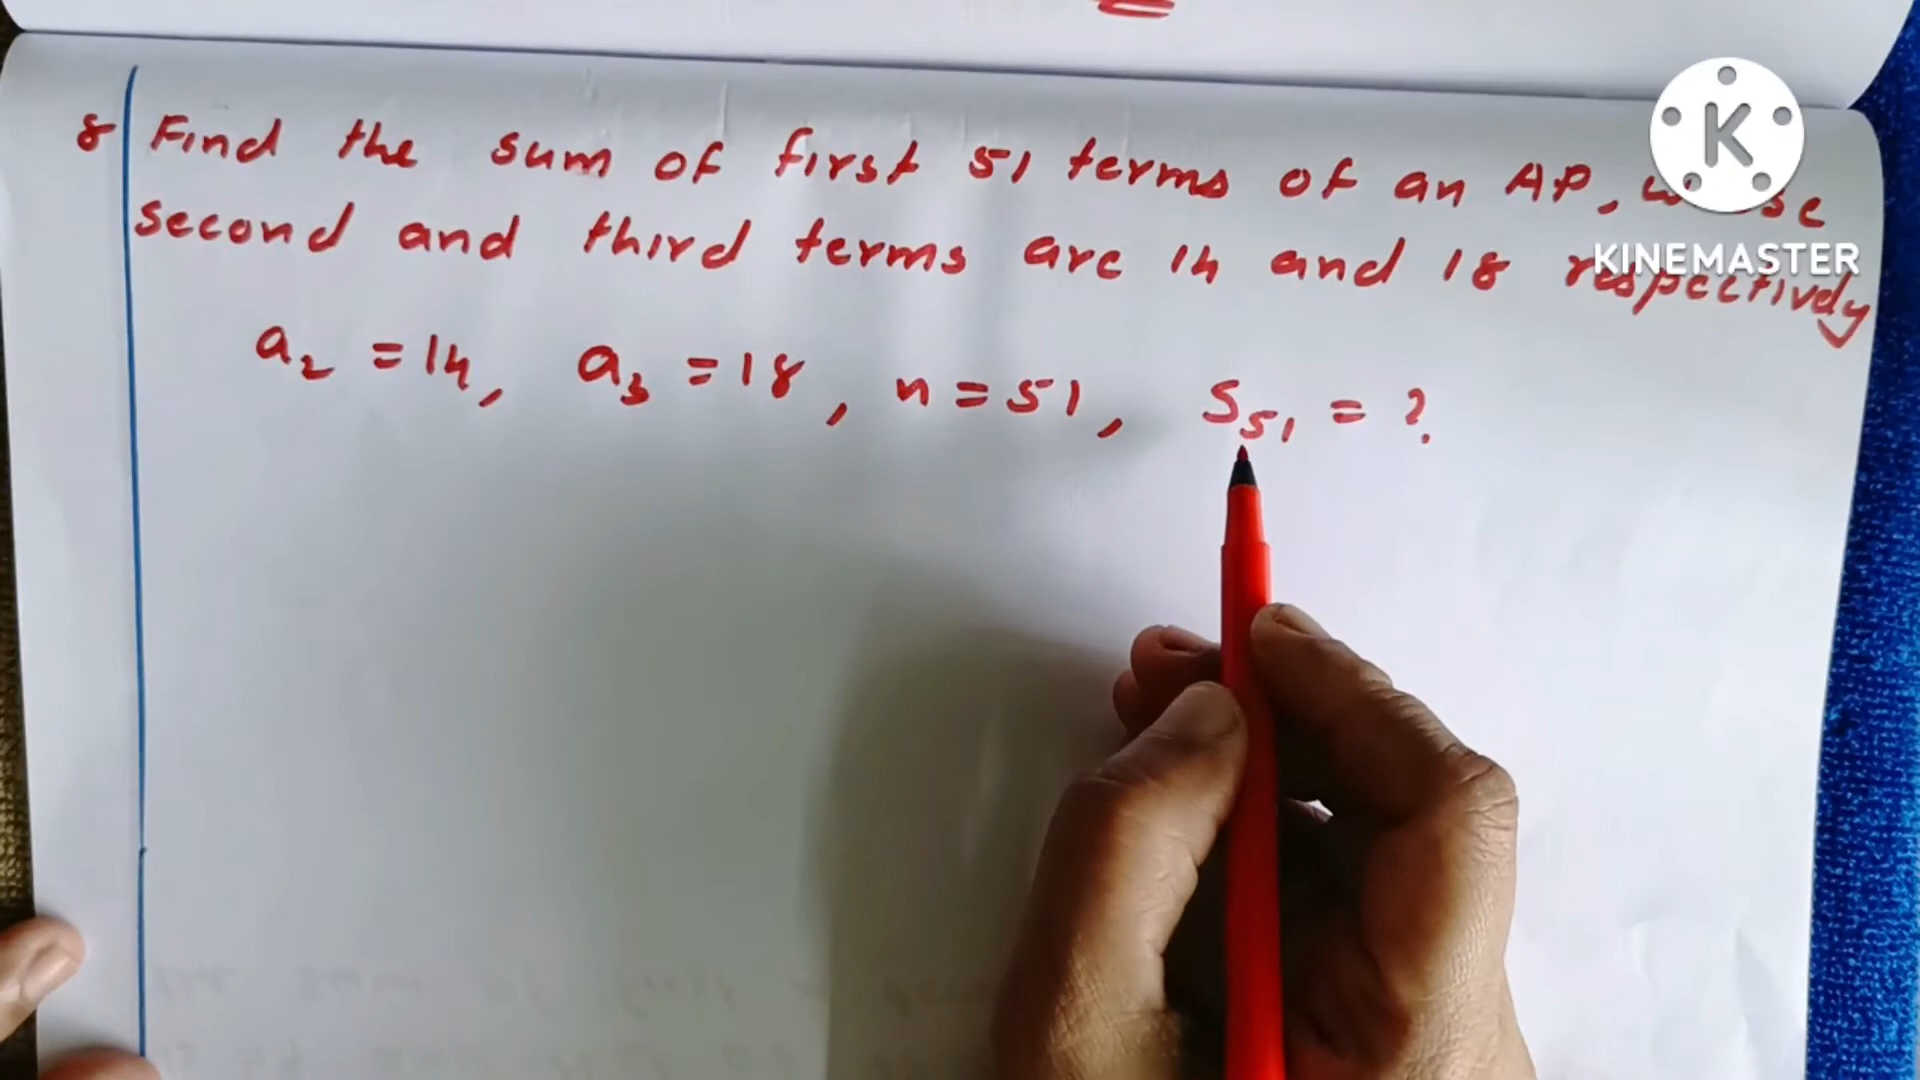 8 Find the sum of first 51 terms of an AP,
second and third terms are 14 and 18 respectively
a₂ = 14, a₃ = 18, n = 51, S₅₁ = ?
K
KINEMASTER